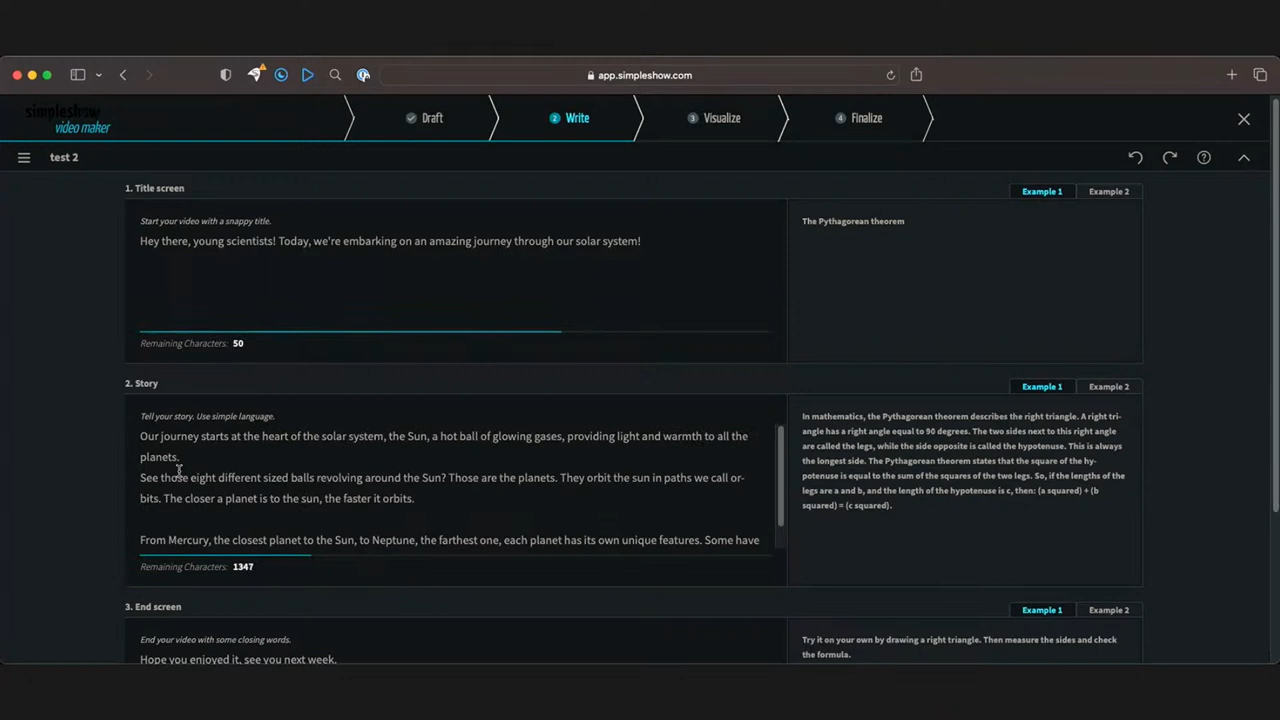 app.simpleshow.com
simpleshow
video maker
Draft
2 Write
3 Visualize
4 Finalize
test 2
1. Title screen
Example 1 Example 2
Start your video with a snappy title.
Hey there, young scientists! Today, we're embarking on an amazing journey through our solar system!
Remaining Characters: 50
The Pythagorean theorem
2. Story
Example 1 Example 2
Tell your story. Use simple language.
Our journey starts at the heart of the solar system, the Sun, a hot ball of glowing gases, providing light and warmth to all the
planets.
See those eight different sized balls revolving around the Sun? Those are the planets. They orbit the sun in paths we call or-
bits. The closer a planet is to the sun, the faster it orbits.
From Mercury, the closest planet to the Sun, to Neptune, the farthest one, each planet has its own unique features. Some have
Remaining Characters: 1347
In mathematics, the Pythagorean theorem describes the right triangle. A right tri-
angle has a right angle equal to 90 degrees. The two sides next to this right angle
are called the legs, while the side opposite is called the hypotenuse. This is always
the longest side. The Pythagorean theorem states that the square of the hy-
potenuse is equal to the sum of the squares of the two legs. So, if the lengths of the
legs are a and b, and the length of the hypotenuse is c, then: (a squared) + (b
squared) = (c squared).
3. End screen
Example 1 Example 2
End your video with some closing words.
Hope you enjoyed it, see you next week.
Try it on your own by drawing a right triangle. Then measure the sides and check
the formula.